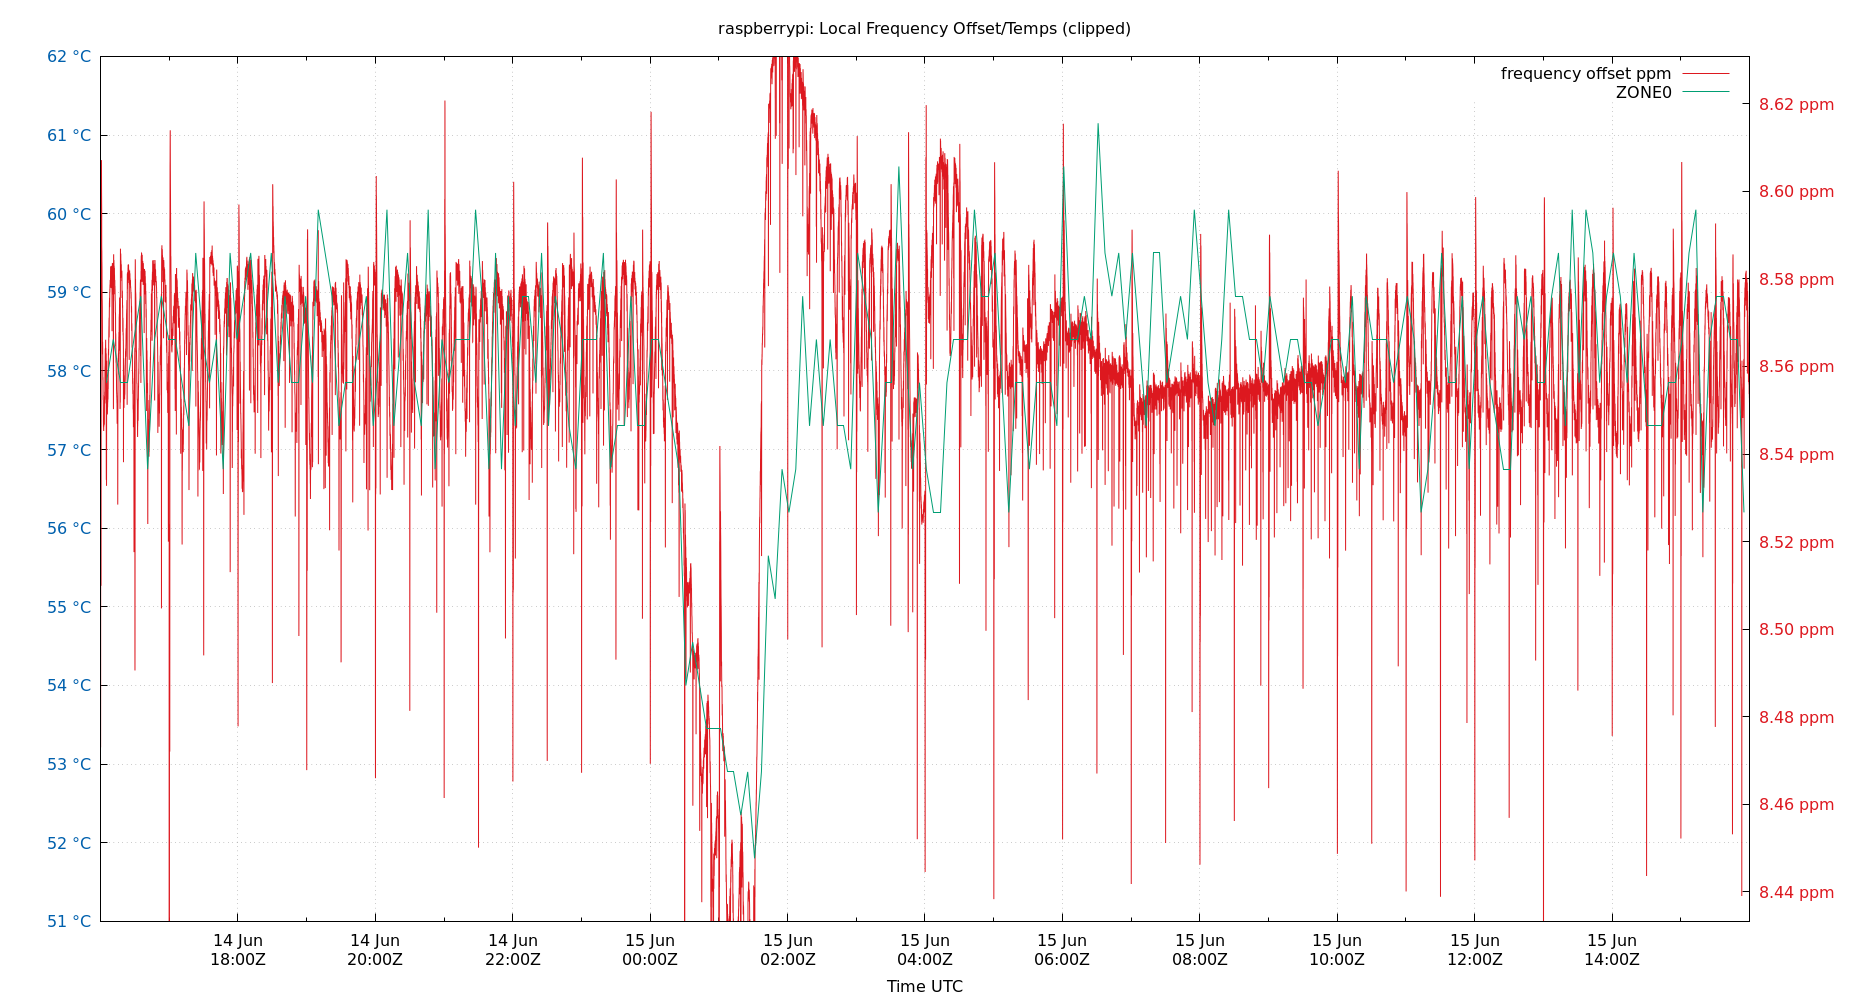 raspberrypi: Local Frequency Offset/Temps (clipped)
frequency offset ppm
ZONE0
62 °C
61 °C
60 °C
59 °C
58 °C
57 °C
56 °C
55 °C
54 °C
53 °C
52 °C
51 °C
8.62 ppm
8.60 ppm
8.58 ppm
8.56 ppm
8.54 ppm
8.52 ppm
8.50 ppm
8.48 ppm
8.46 ppm
8.44 ppm
14 Jun
18:00Z
14 Jun
20:00Z
14 Jun
22:00Z
15 Jun
00:00Z
15 Jun
02:00Z
15 Jun
04:00Z
15 Jun
06:00Z
15 Jun
08:00Z
15 Jun
10:00Z
15 Jun
12:00Z
15 Jun
14:00Z
Time UTC